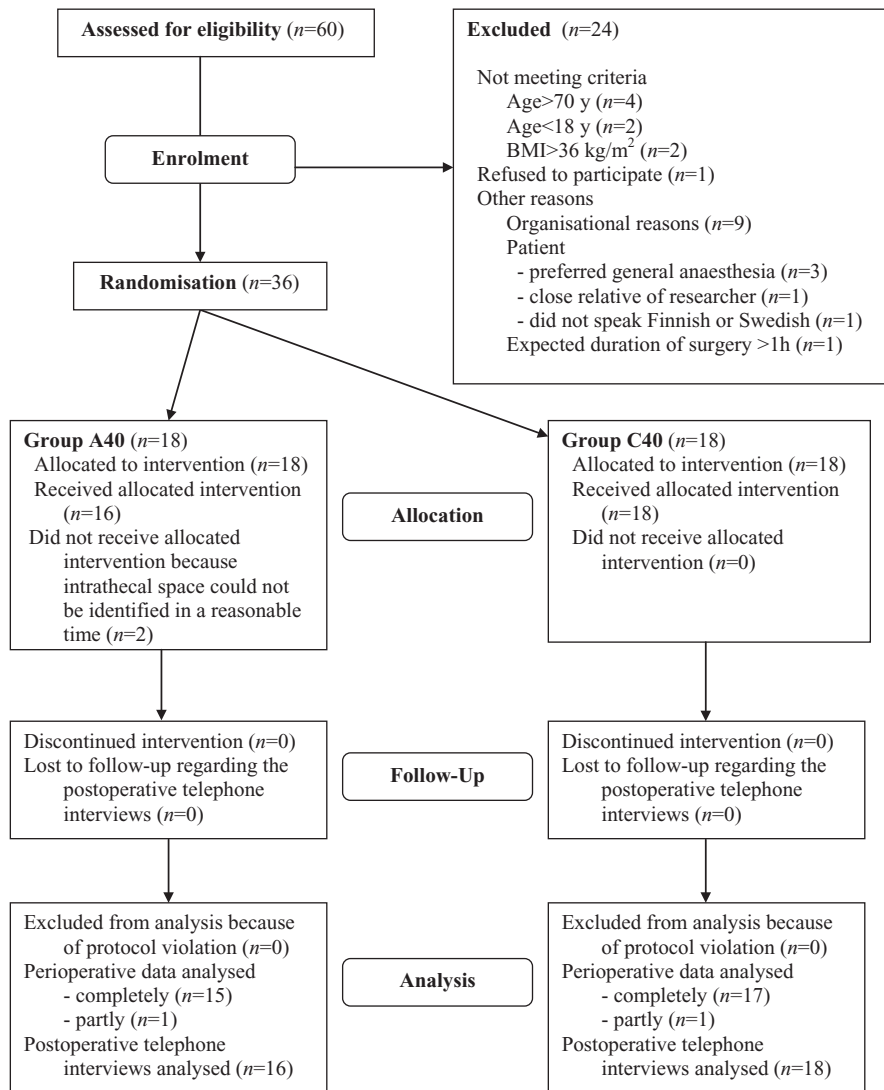 Assessed for eligibility (n=60)
Excluded (n=24)
Not meeting criteria
Age>70 y (n=4)
Age<18 y (n=2)
BMI>36 kg/m² (n=2)
Refused to participate (n=1)
Other reasons
Organisational reasons (n=9)
Patient
- preferred general anaesthesia (n=3)
- close relative of researcher (n=1)
- did not speak Finnish or Swedish (n=1)
Expected duration of surgery >1h (n=1)
Enrolment
Randomisation (n=36)
Group A40 (n=18)
Allocated to intervention (n=18)
Received allocated intervention
(n=16)
Did not receive allocated
intervention because
intrathecal space could not
be identified in a reasonable
time (n=2)
Allocation
Group C40 (n=18)
Allocated to intervention (n=18)
Received allocated intervention
(n=18)
Did not receive allocated
intervention (n=0)
Discontinued intervention (n=0)
Lost to follow-up regarding the
postoperative telephone
interviews (n=0)
Follow-Up
Discontinued intervention (n=0)
Lost to follow-up regarding the
postoperative telephone
interviews (n=0)
Excluded from analysis because
of protocol violation (n=0)
Perioperative data analysed
- completely (n=15)
- partly (n=1)
Postoperative telephone
interviews analysed (n=16)
Analysis
Excluded from analysis because
of protocol violation (n=0)
Perioperative data analysed
- completely (n=17)
- partly (n=1)
Postoperative telephone
interviews analysed (n=18)